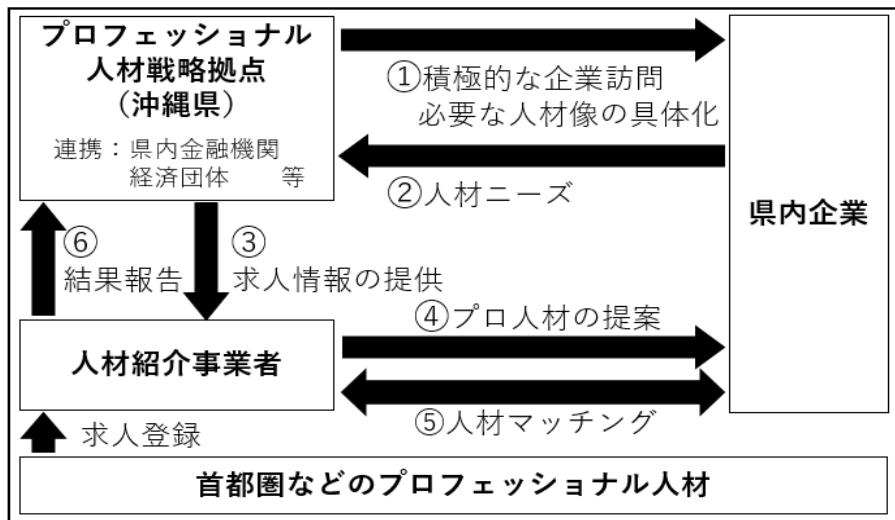 プロフェッショナル
人材戦略拠点
（沖縄県）
連携：県内金融機関
経済団体　　等
①積極的な企業訪問
必要な人材像の具体化
②人材ニーズ
県内企業
⑥
結果報告
③
求人情報の提供
④プロ人材の提案
人材紹介事業者
⑤人材マッチング
求人登録
首都圏などのプロフェッショナル人材